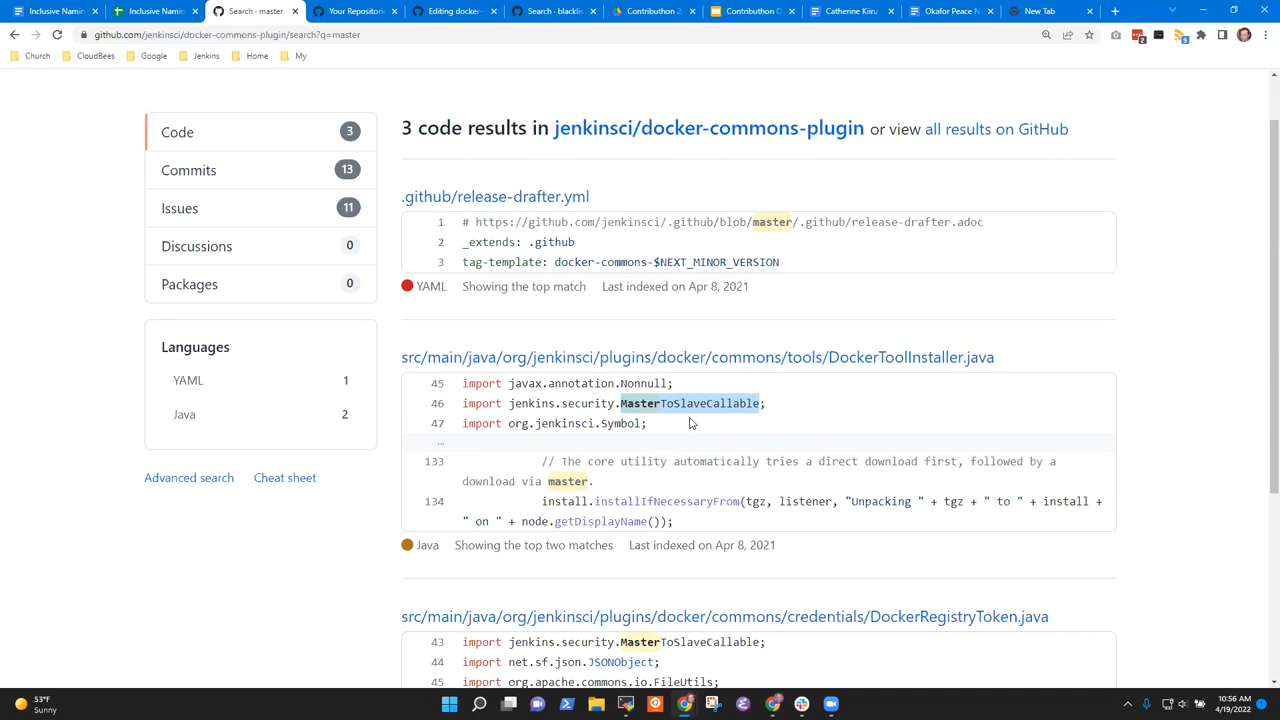 Inclusive Namin
Inclusive Namin
Search · master
Your Repositori
Editing docker-
Search · blacklis
Contributhon 2
Contributhon O
Catherine Kiiru
Okafor Peace N
New Tab
github.com/jenkinsci/docker-commons-plugin/search?q=master
Church
CloudBees
Google
Jenkins
Home
My
Code 3
Commits 13
Issues 11
Discussions 0
Packages 0
Languages
YAML 1
Java 2
Advanced search Cheat sheet
3 code results in jenkinsci/docker-commons-plugin or view all results on GitHub
.github/release-drafter.yml
1 # https://github.com/jenkinsci/.github/blob/master/.github/release-drafter.adoc
2 _extends: .github
3 tag-template: docker-commons-$NEXT_MINOR_VERSION
YAML Showing the top match Last indexed on Apr 8, 2021
src/main/java/org/jenkinsci/plugins/docker/commons/tools/DockerToolInstaller.java
45 import javax.annotation.Nonnull;
46 import jenkins.security.MasterToSlaveCallable;
47 import org.jenkinsci.Symbol;
…
133 // The core utility automatically tries a direct download first, followed by a
download via master.
134 install.installIfNecessaryFrom(tgz, listener, "Unpacking " + tgz + " to " + install +
" on " + node.getDisplayName());
Java Showing the top two matches Last indexed on Apr 8, 2021
src/main/java/org/jenkinsci/plugins/docker/commons/credentials/DockerRegistryToken.java
43 import jenkins.security.MasterToSlaveCallable;
44 import net.sf.json.JSONObject;
45 import org.apache.commons.io.FileUtils;
53°F
Sunny
10:56 AM
4/19/2022